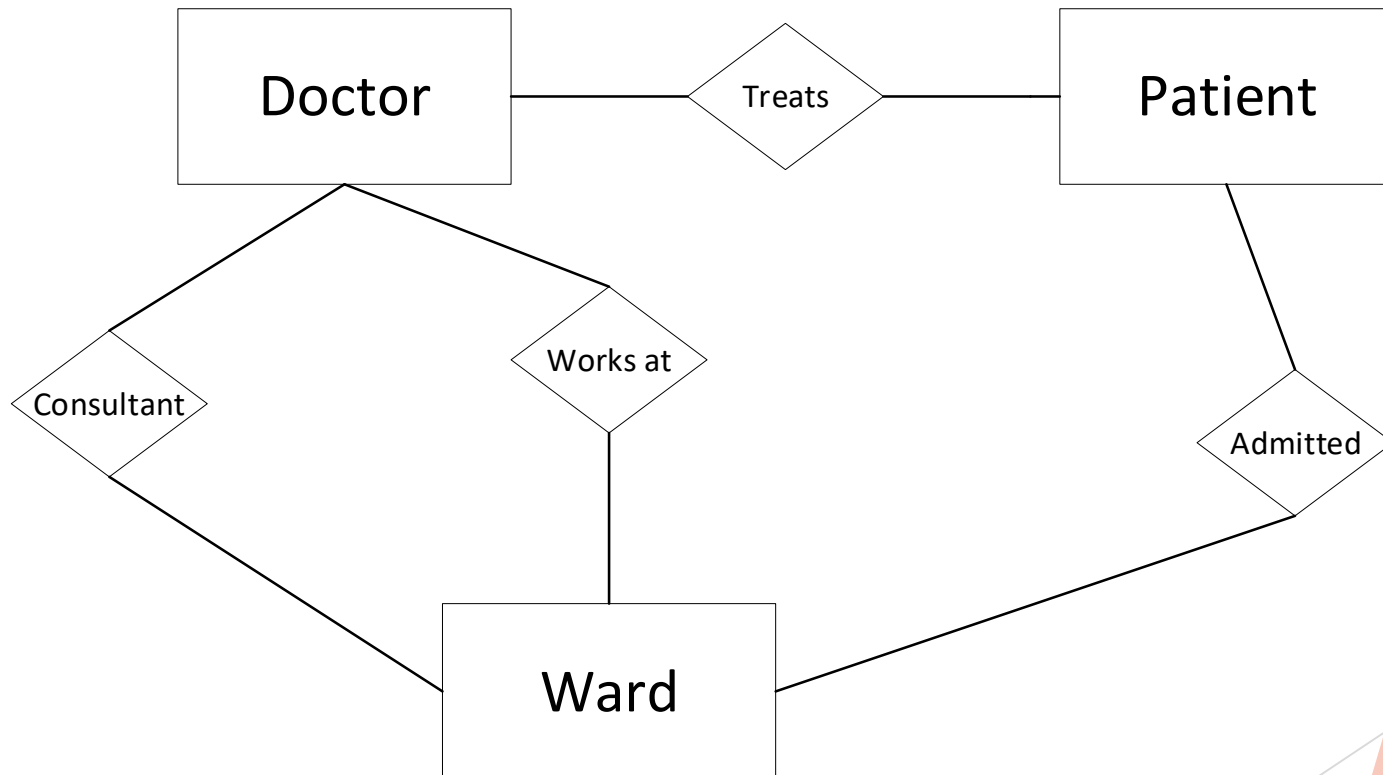 Doctor
Treats
Patient
Works at
Consultant
Admitted
Ward